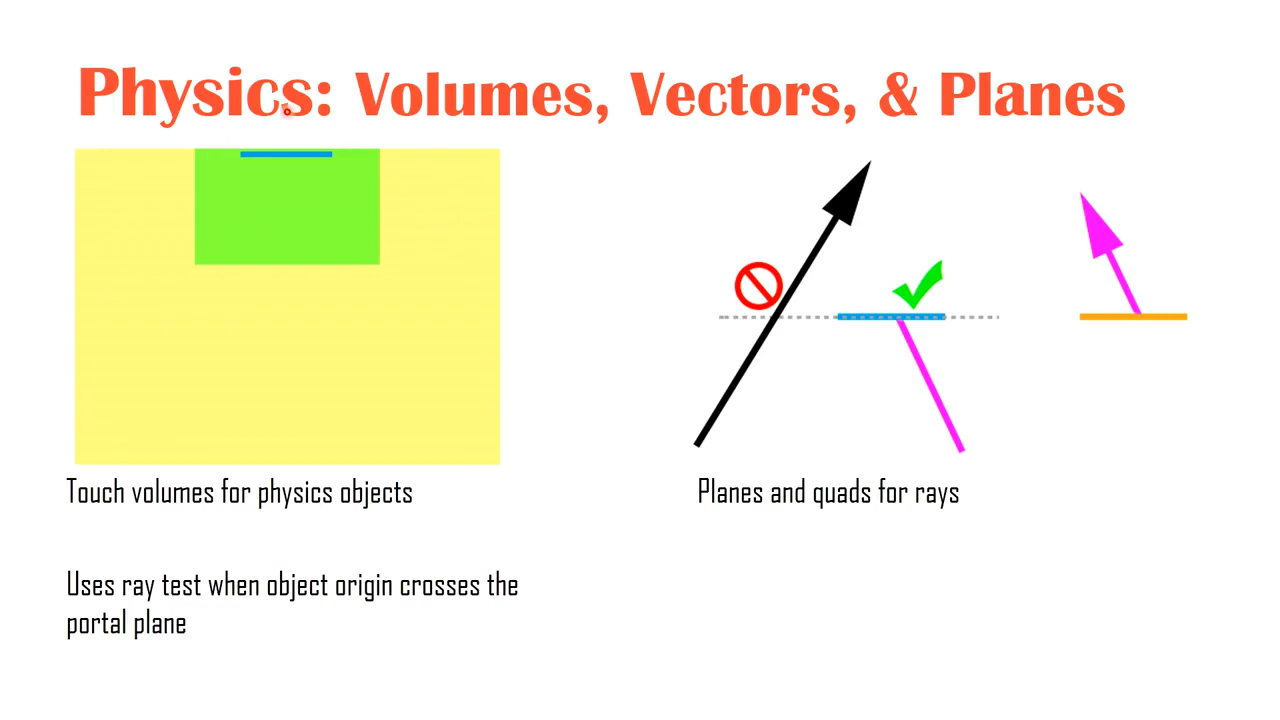 Physics: Volumes, Vectors, & Planes
Touch volumes for physics objects
Planes and quads for rays
Uses ray test when object origin crosses the
portal plane